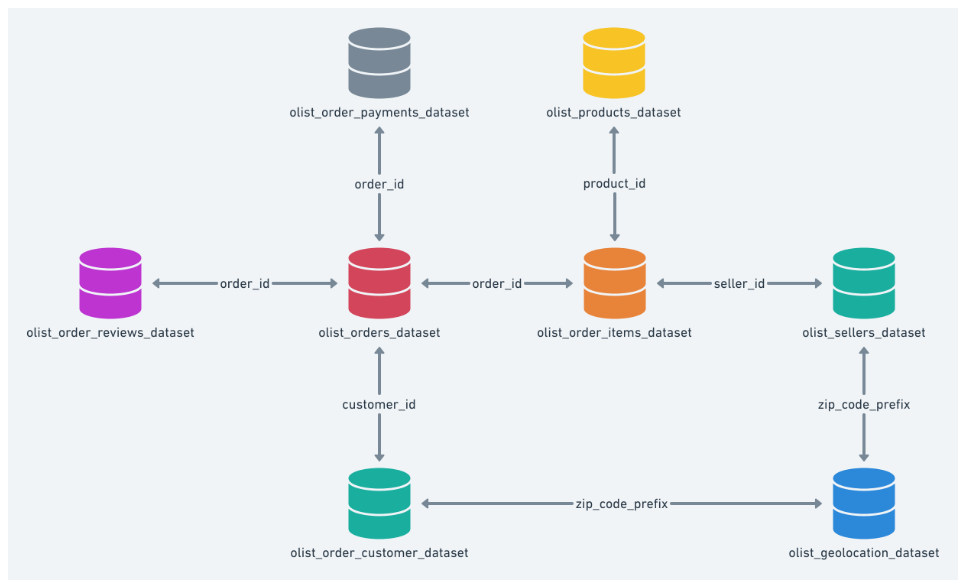 olist_order_payments_dataset
olist_products_dataset
order_id
product_id
order_id
order_id
seller_id
olist_order_reviews_dataset
olist_orders_dataset
olist_order_items_dataset
olist_sellers_dataset
customer_id
zip_code_prefix
zip_code_prefix
olist_order_customer_dataset
olist_geolocation_dataset